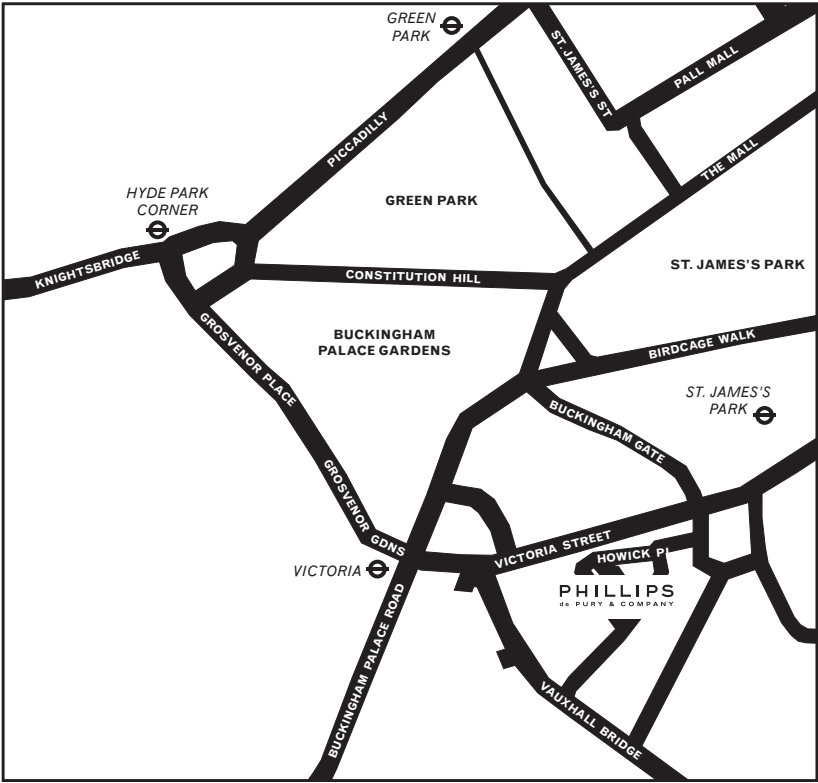 GREEN
PARK
ST. JAMES'S ST
PALL MALL
PICCADILLY
THE MALL
HYDE PARK
CORNER
GREEN PARK
KNIGHTSBRIDGE
CONSTITUTION HILL
ST. JAMES'S PARK
GROSVENOR PLACE
BUCKINGHAM
PALACE GARDENS
BIRDCAGE WALK
ST. JAMES'S
PARK
BUCKINGHAM GATE
GROSVENOR GDNS
VICTORIA STREET
HOWICK PL
VICTORIA
PHILLIPS
de PURY & COMPANY
BUCKINGHAM PALACE ROAD
VAUXHALL BRIDGE